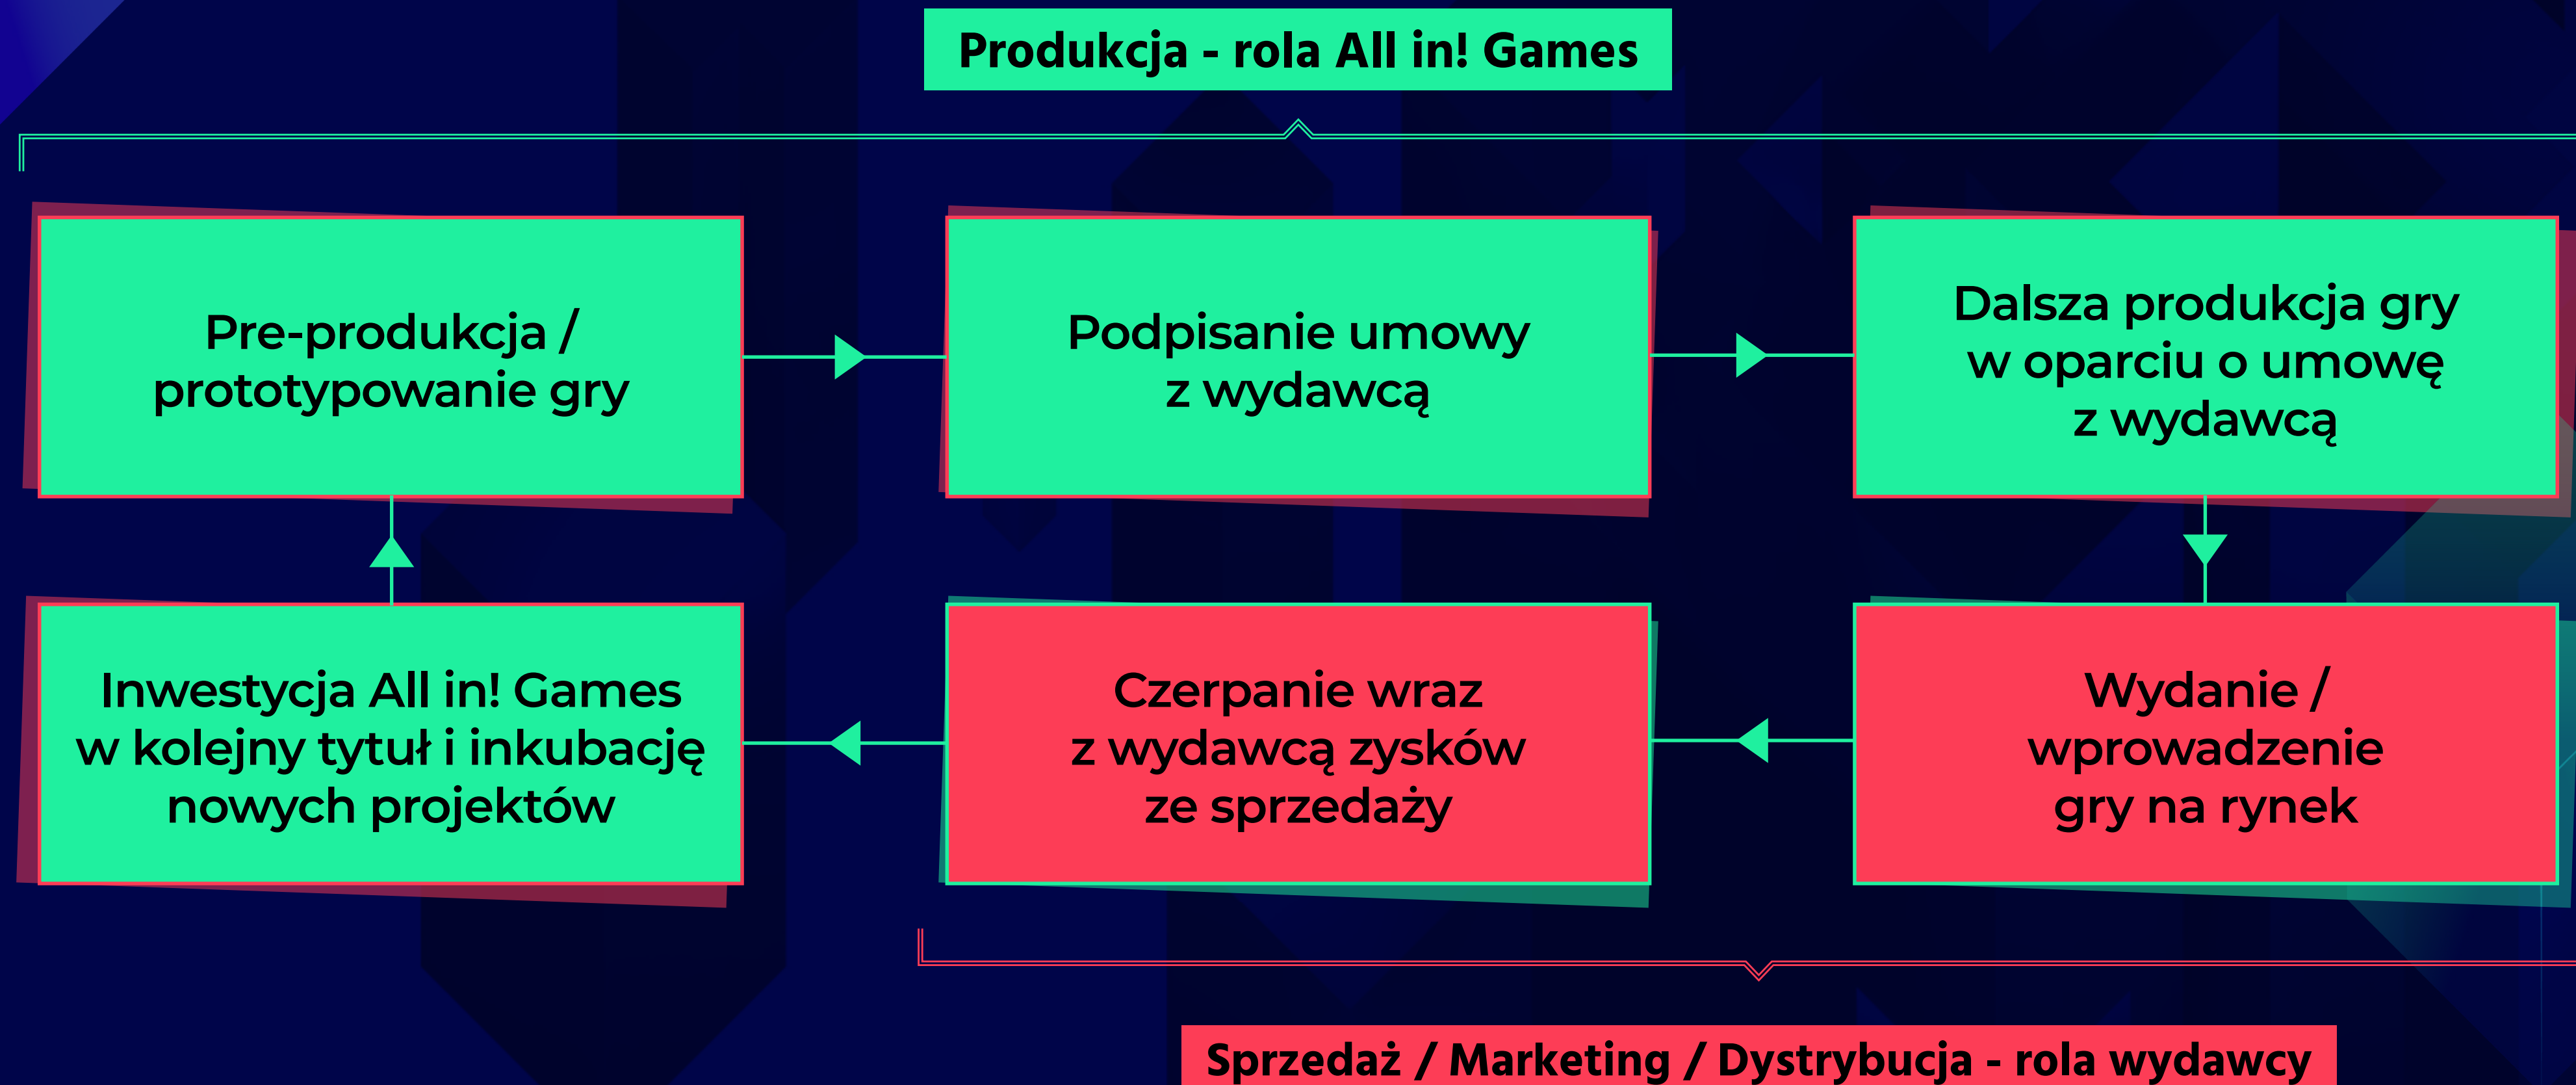 Produkcja - rola All in! Games
Pre-produkcja /
prototypowanie gry
Podpisanie umowy
z wydawcą
Dalsza produkcja gry
w oparciu o umowę
z wydawcą
Inwestycja All in! Games
w kolejny tytuł i inkubację
nowych projektów
Czerpanie wraz
z wydawcą zysków
ze sprzedaży
Wydanie /
wprowadzenie
gry na rynek
Sprzedaż / Marketing / Dystrybucja - rola wydawcy